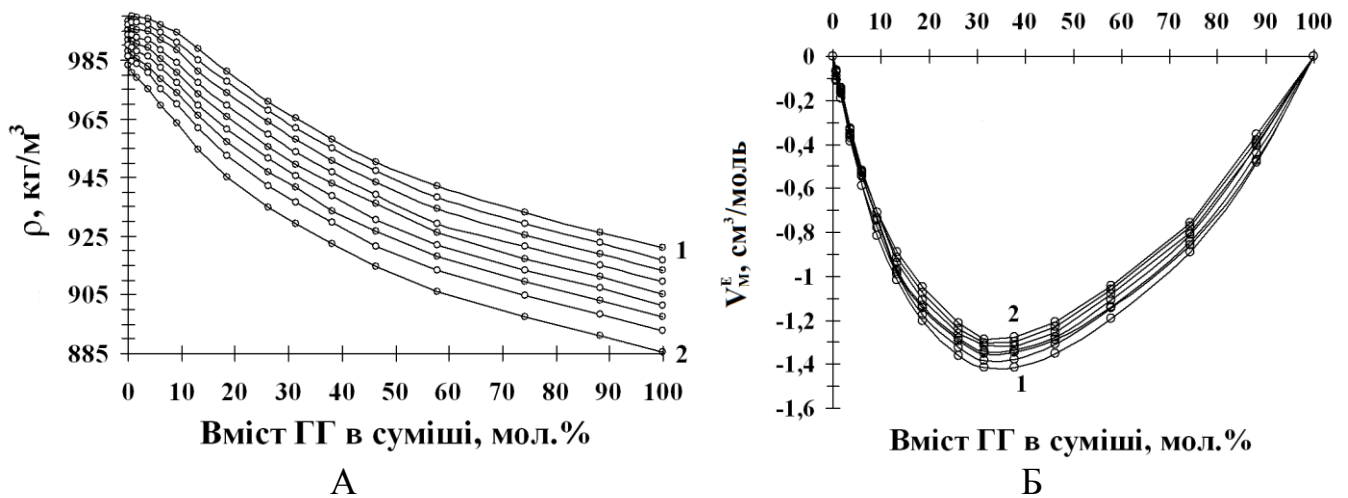 ρ, кг/м³
985
965
945
925
905
885
1
2
0 10 20 30 40 50 60 70 80 90 100
Вміст ГГ в суміші, мол.%
А
0 10 20 30 40 50 60 70 80 90 100
V_M^E, см³/моль
0
-0,2
-0,4
-0,6
-0,8
-1
-1,2
-1,4
-1,6
2
1
Вміст ГГ в суміші, мол.%
Б